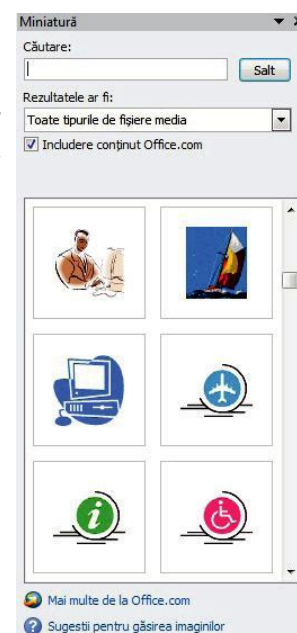 Miniatură
Căutare:
Salt
Rezultatele ar fi:
Toate tipurile de fișiere media
Includere conținut Office.com
i
Mai multe de la Office.com
Sugestii pentru găsirea imaginilor